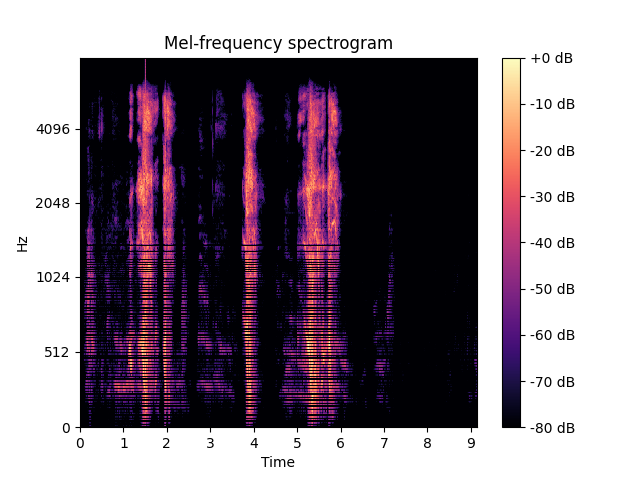 Mel-frequency spectrogram
Hz
4096
2048
1024
512
0
0 1 2 3 4 5 6 7 8 9
Time
+0 dB
-10 dB
-20 dB
-30 dB
-40 dB
-50 dB
-60 dB
-70 dB
-80 dB